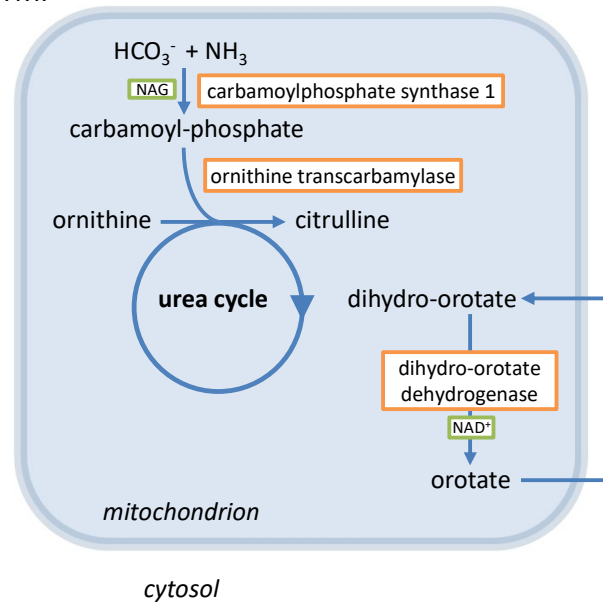 HCO₃⁻ + NH₃
NAG
carbamoylphosphate synthase 1
carbamoyl-phosphate
ornithine transcarbamylase
ornithine
citrulline
urea cycle
dihydro-orotate
dihydro-orotate
dehydrogenase
NAD⁺
orotate
mitochondrion
cytosol